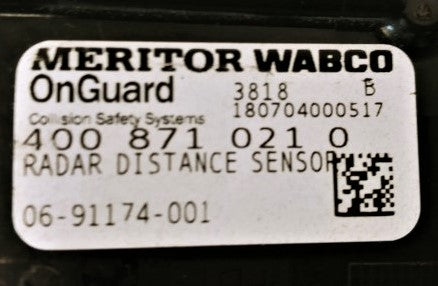 MERITOR WABCO
OnGuard 3818 B
Collision Safety Systems 180704000517
400 871 021 0
RADAR DISTANCE SENSOR
06-91174-001